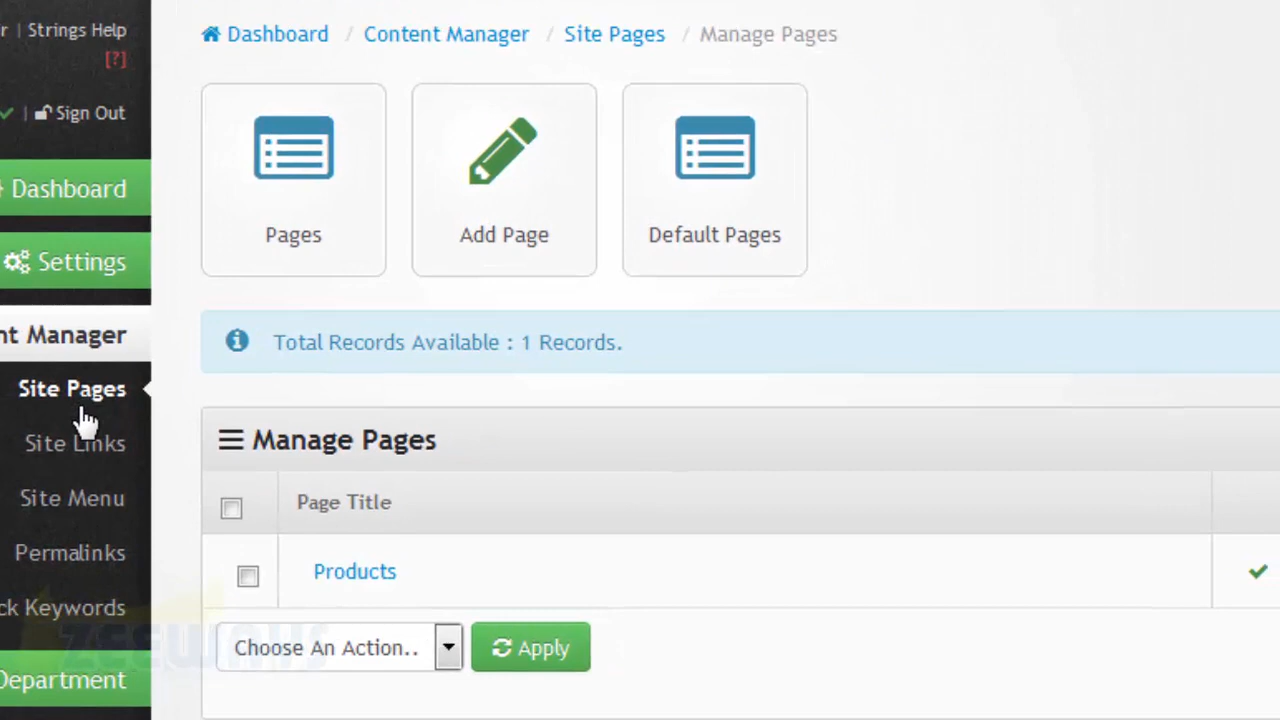 r | Strings Help
[?]
| Sign Out
Dashboard
Settings
nt Manager
Site Pages
Site Links
Site Menu
Permalinks
ck Keywords
Department
Dashboard / Content Manager / Site Pages / Manage Pages
Pages
Add Page
Default Pages
Total Records Available : 1 Records.
Manage Pages
Page Title
Products
Choose An Action..
Apply
ZEEWAYS